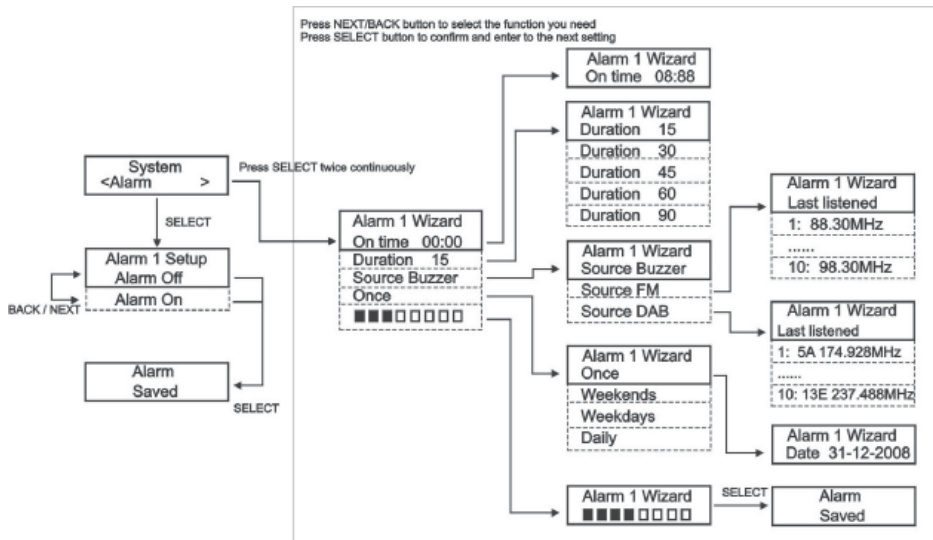 Press NEXT/BACK button to select the function you need
Press SELECT button to confirm and enter to the next setting
System
<Alarm >
SELECT
Alarm 1 Setup
Alarm Off
Alarm On
BACK / NEXT
Alarm
Saved
SELECT
Press SELECT twice continuously
Alarm 1 Wizard
On time 00:00
Duration 15
Source Buzzer
Once
Alarm 1 Wizard
On time 08:88
Alarm 1 Wizard
Duration 15
Duration 30
Duration 45
Duration 60
Duration 90
Alarm 1 Wizard
Source Buzzer
Source FM
Source DAB
Alarm 1 Wizard
Last listened
1: 88.30MHz
......
10: 98.30MHz
Alarm 1 Wizard
Last listened
1: 5A 174.928MHz
......
10: 13E 237.488MHz
Alarm 1 Wizard
Once
Weekends
Weekdays
Daily
Alarm 1 Wizard
Date 31-12-2008
Alarm 1 Wizard
SELECT
Alarm
Saved